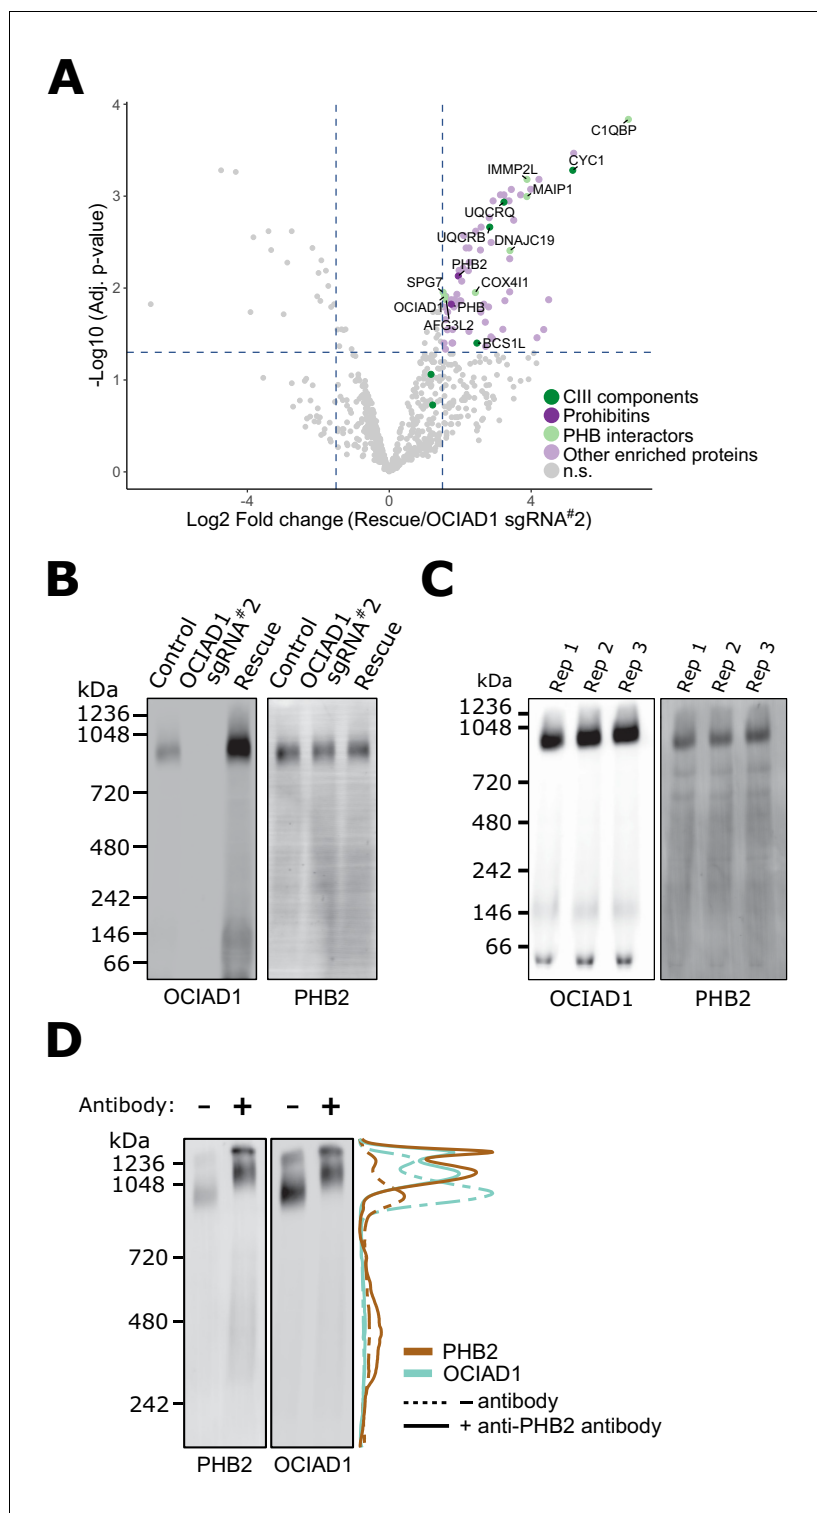 A
4
3
2
1
0
-Log10 (Adj. p-value)
C1QBP
CYC1
IMMP2L
MAIP1
UQCRQ
UQCRB
DNAJC19
PHB2
SPG7
COX4I1
OCIAD1
PHB
AFG3L2
BCS1L
CIII components
Prohibitins
PHB interactors
Other enriched proteins
n.s.
-4
0
4
Log2 Fold change (Rescue/OCIAD1 sgRNA#2)
B
Control
OCIAD1
sgRNA#2
Rescue
Control
OCIAD1
sgRNA#2
Rescue
kDa
1236
1048
720
480
242
146
66
OCIAD1
PHB2
C
Rep 1
Rep 2
Rep 3
Rep 1
Rep 2
Rep 3
kDa
1236
1048
720
480
242
146
66
OCIAD1
PHB2
D
Antibody: – + – +
kDa
1236
1048
720
480
242
PHB2
OCIAD1
PHB2
OCIAD1
– antibody
+ anti-PHB2 antibody